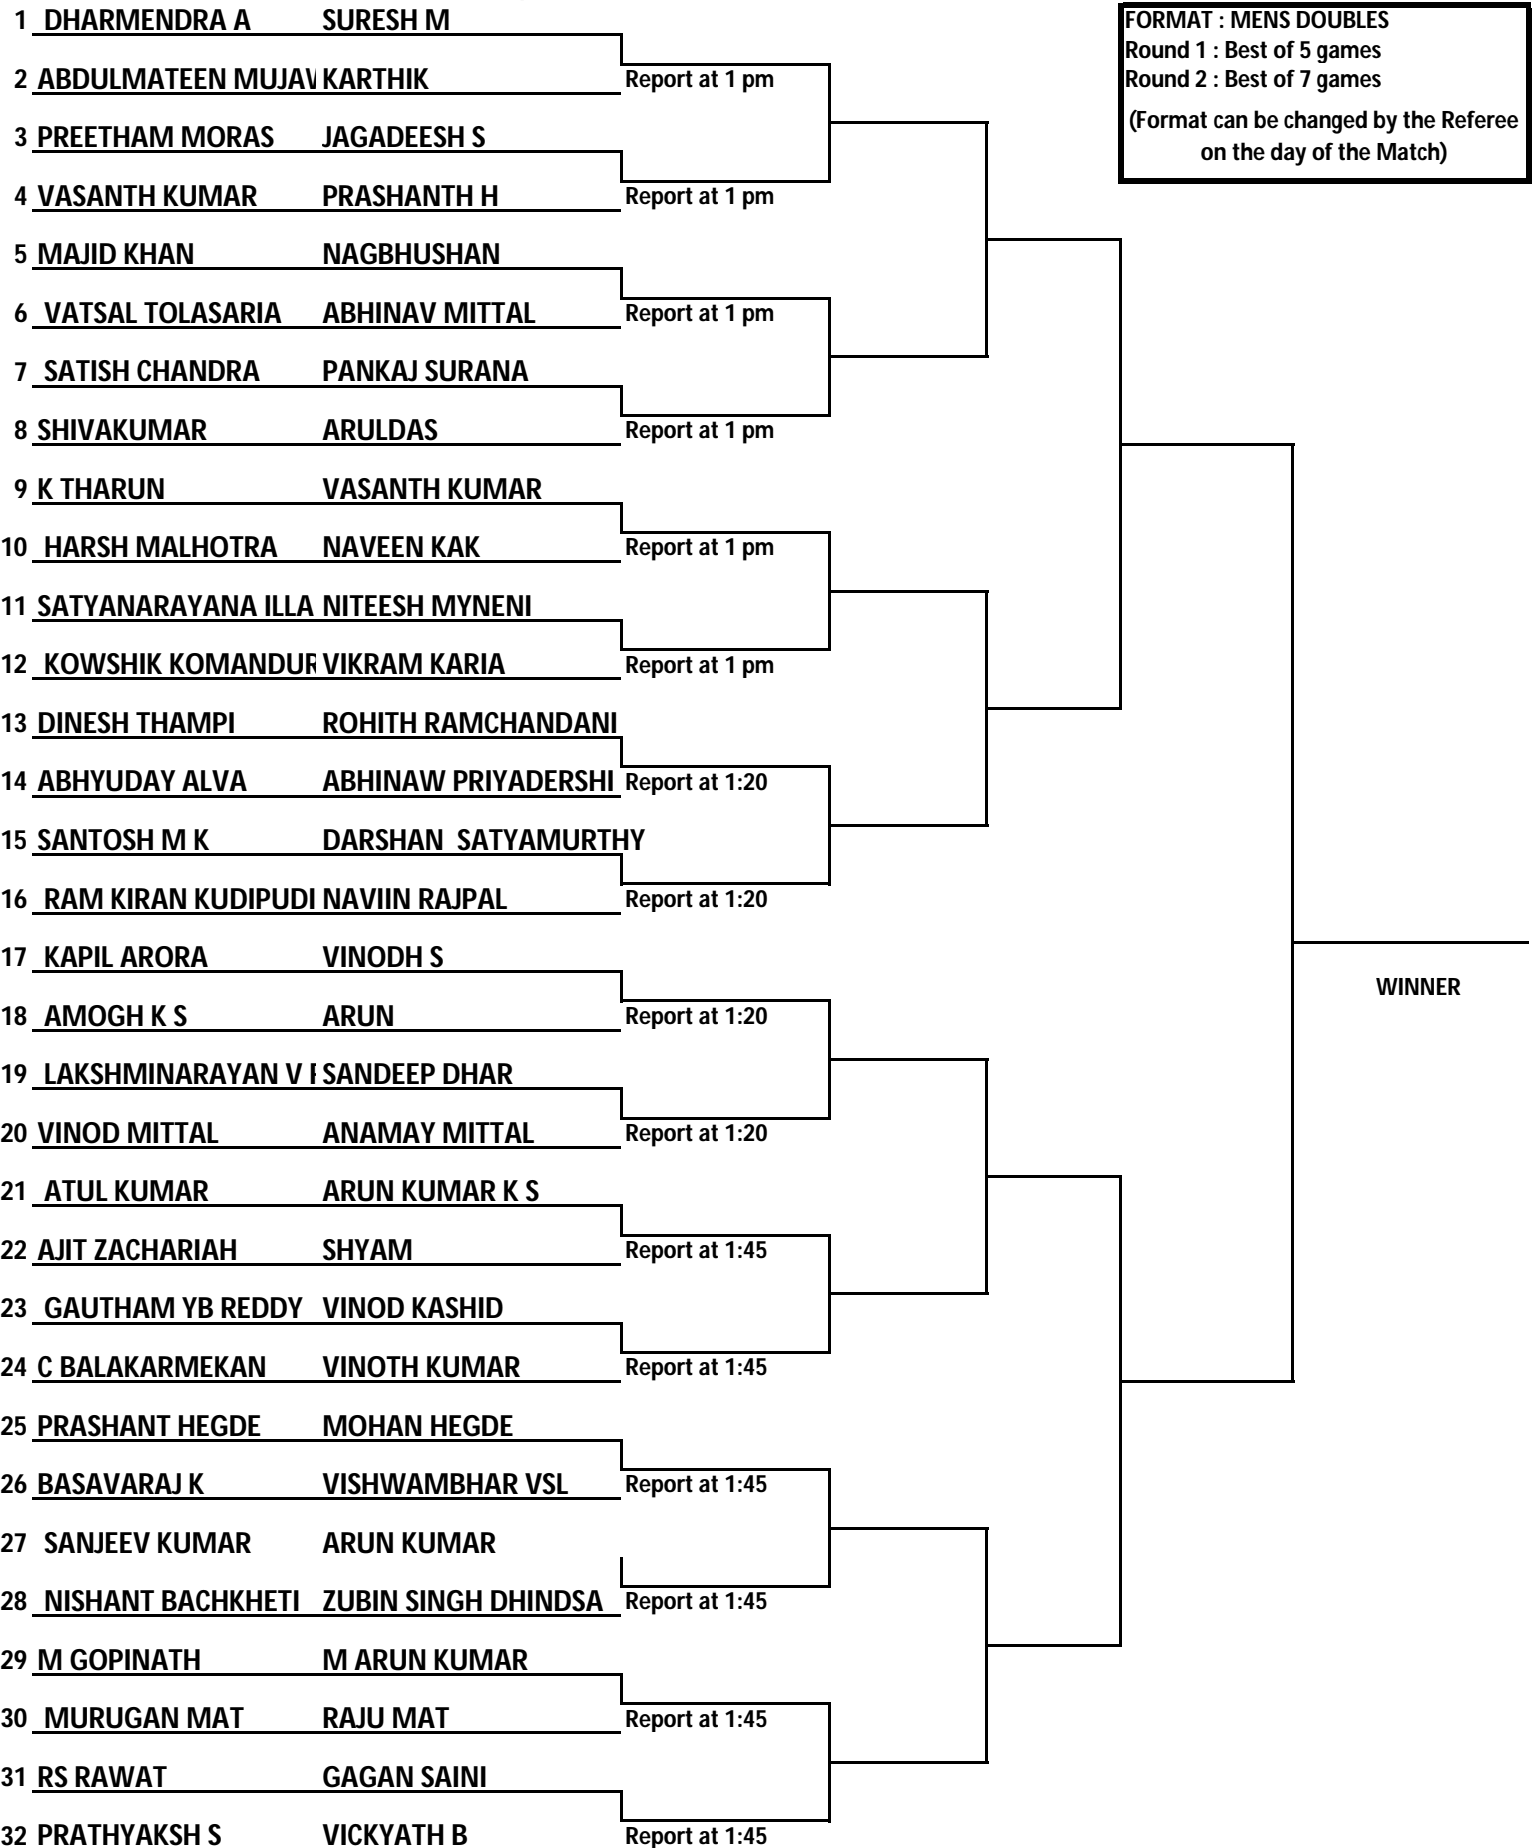 1 DHARMENDRA A SURESH M
FORMAT : MENS DOUBLES
Round 1 : Best of 5 games
2 ABDULMATEEN MUJAV KARTHIK Report at 1 pm
Round 2 : Best of 7 games
(Format can be changed by the Referee
on the day of the Match)
3 PREETHAM MORAS JAGADEESH S
4 VASANTH KUMAR PRASHANTH H Report at 1 pm
5 MAJID KHAN NAGBHUSHAN
6 VATSAL TOLASARIA ABHINAV MITTAL Report at 1 pm
7 SATISH CHANDRA PANKAJ SURANA
8 SHIVAKUMAR ARULDAS Report at 1 pm
9 K THARUN VASANTH KUMAR
10 HARSH MALHOTRA NAVEEN KAK Report at 1 pm
11 SATYANARAYANA ILLA NITEESH MYNENI
12 KOWSHIK KOMANDUR VIKRAM KARIA Report at 1 pm
13 DINESH THAMPI ROHITH RAMCHANDANI
14 ABHYUDAY ALVA ABHINAW PRIYADERSHI Report at 1:20
15 SANTOSH M K DARSHAN SATYAMURTHY
16 RAM KIRAN KUDIPUDI NAVIIN RAJPAL Report at 1:20
17 KAPIL ARORA VINODH S
WINNER
18 AMOGH K S ARUN Report at 1:20
19 LAKSHMINARAYAN V SANDEEP DHAR
20 VINOD MITTAL ANAMAY MITTAL Report at 1:20
21 ATUL KUMAR ARUN KUMAR K S
22 AJIT ZACHARIAH SHYAM Report at 1:45
23 GAUTHAM YB REDDY VINOD KASHID
24 C BALAKARMEKAN VINOTH KUMAR Report at 1:45
25 PRASHANT HEGDE MOHAN HEGDE
26 BASAVARAJ K VISHWAMBHAR VSL Report at 1:45
27 SANJEEV KUMAR ARUN KUMAR
28 NISHANT BACHKHETI ZUBIN SINGH DHINDSA Report at 1:45
29 M GOPINATH M ARUN KUMAR
30 MURUGAN MAT RAJU MAT Report at 1:45
31 RS RAWAT GAGAN SAINI
32 PRATHYAKSH S VICKYATH B Report at 1:45